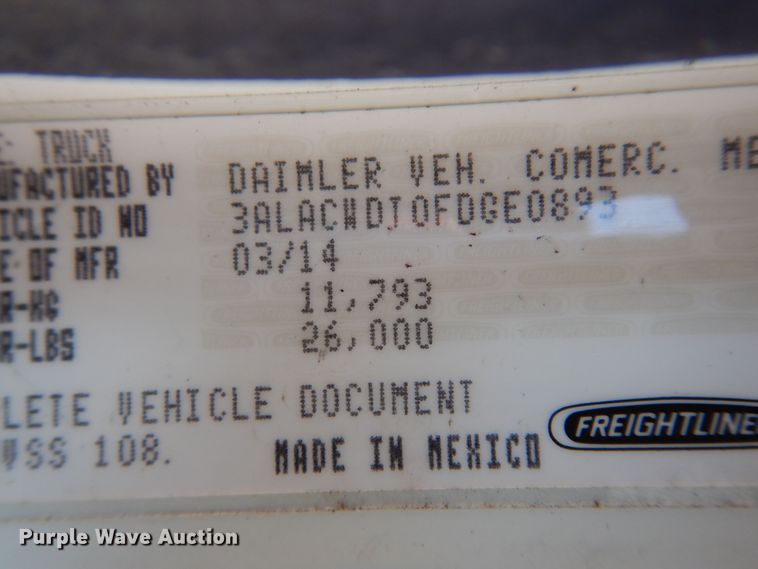 E: TRUCK
UFACTURED BY DAIMLER VEH. COMERC. ME
ICLE ID NO 3ALACWDT0FDGE0893
E OF MFR 03/14
R-KG 11,793
R-LBS 26,000
LETE VEHICLE DOCUMENT
VSS 108. MADE IN MEXICO
FREIGHTLINE
Purple Wave Auction